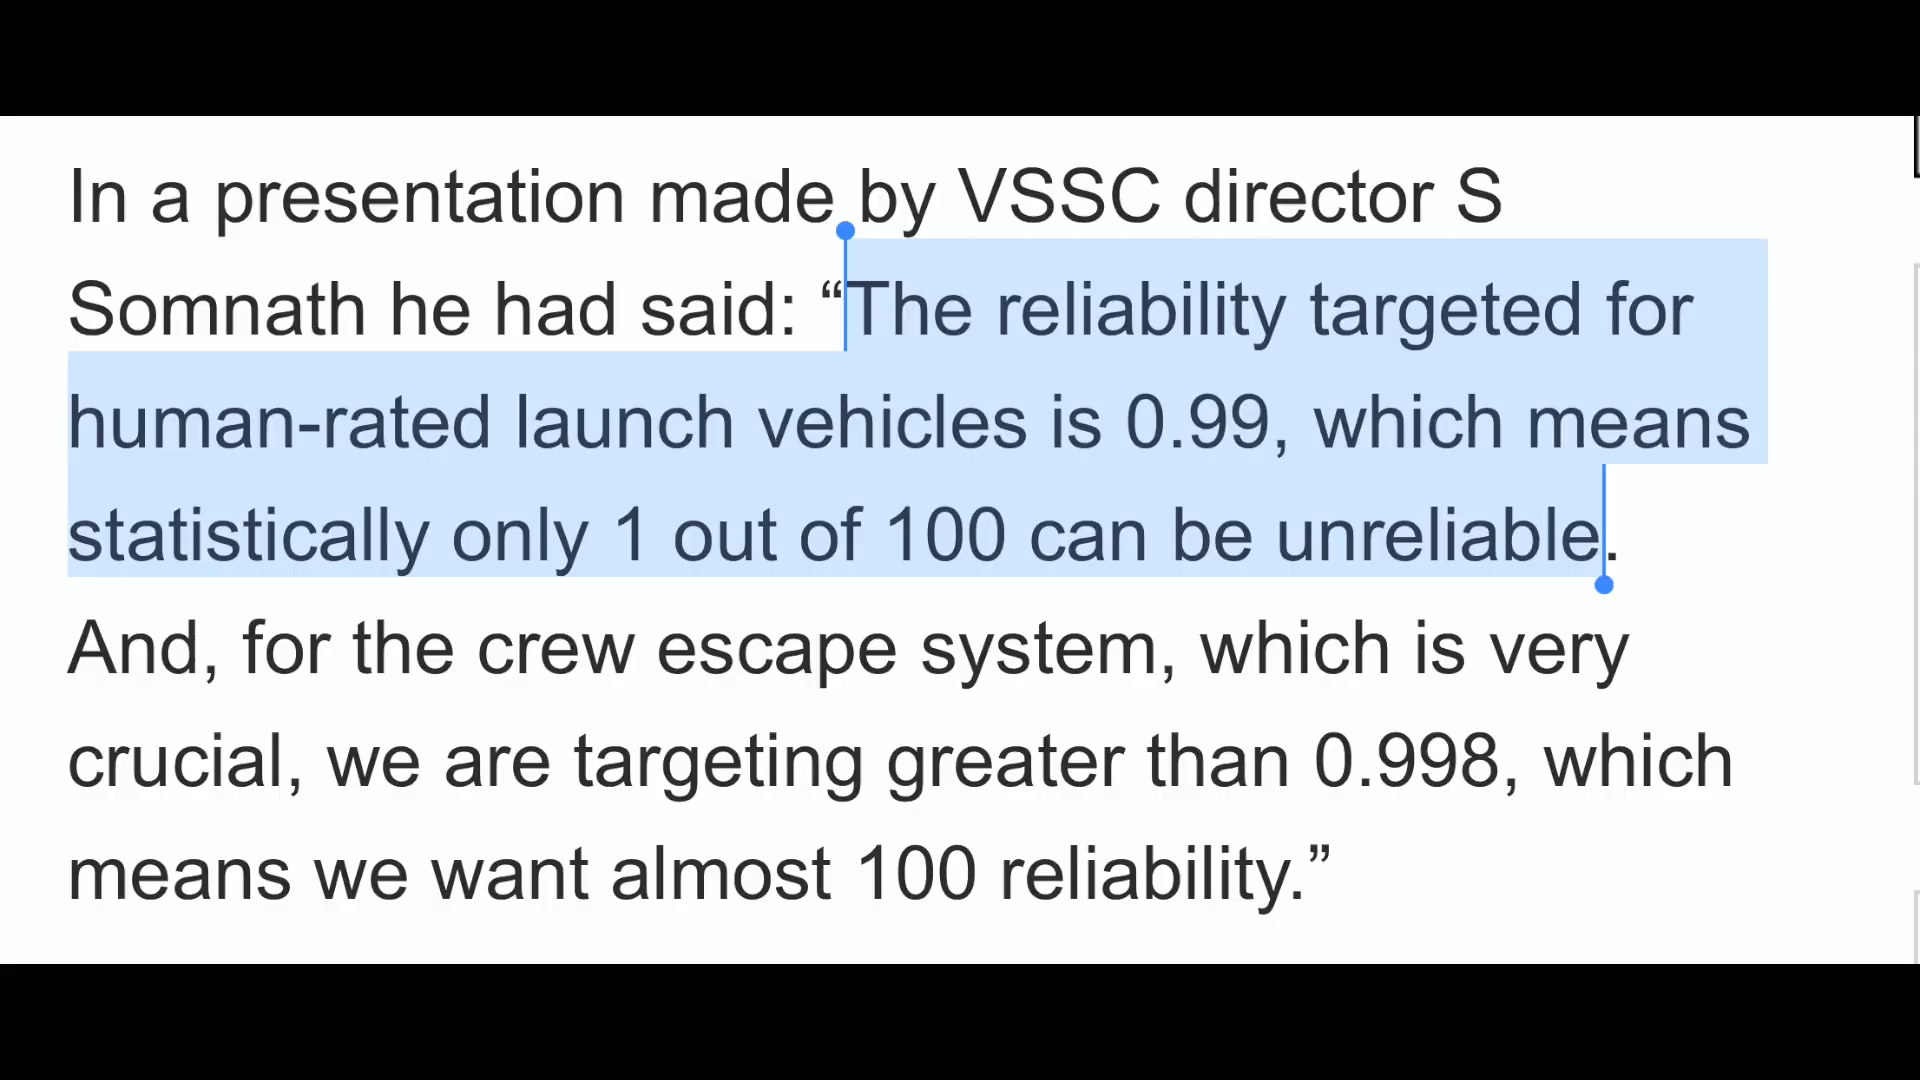 In a presentation made by VSSC director S
Somnath he had said: “The reliability targeted for
human-rated launch vehicles is 0.99, which means
statistically only 1 out of 100 can be unreliable.
And, for the crew escape system, which is very
crucial, we are targeting greater than 0.998, which
means we want almost 100 reliability.”